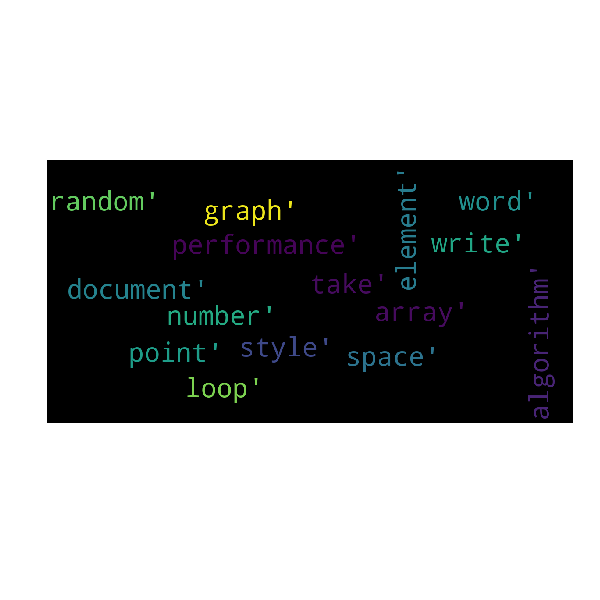 random'
graph'
element'
word'
performance'
write'
document'
take'
number'
array'
point'
style'
space'
loop'
algorithm'